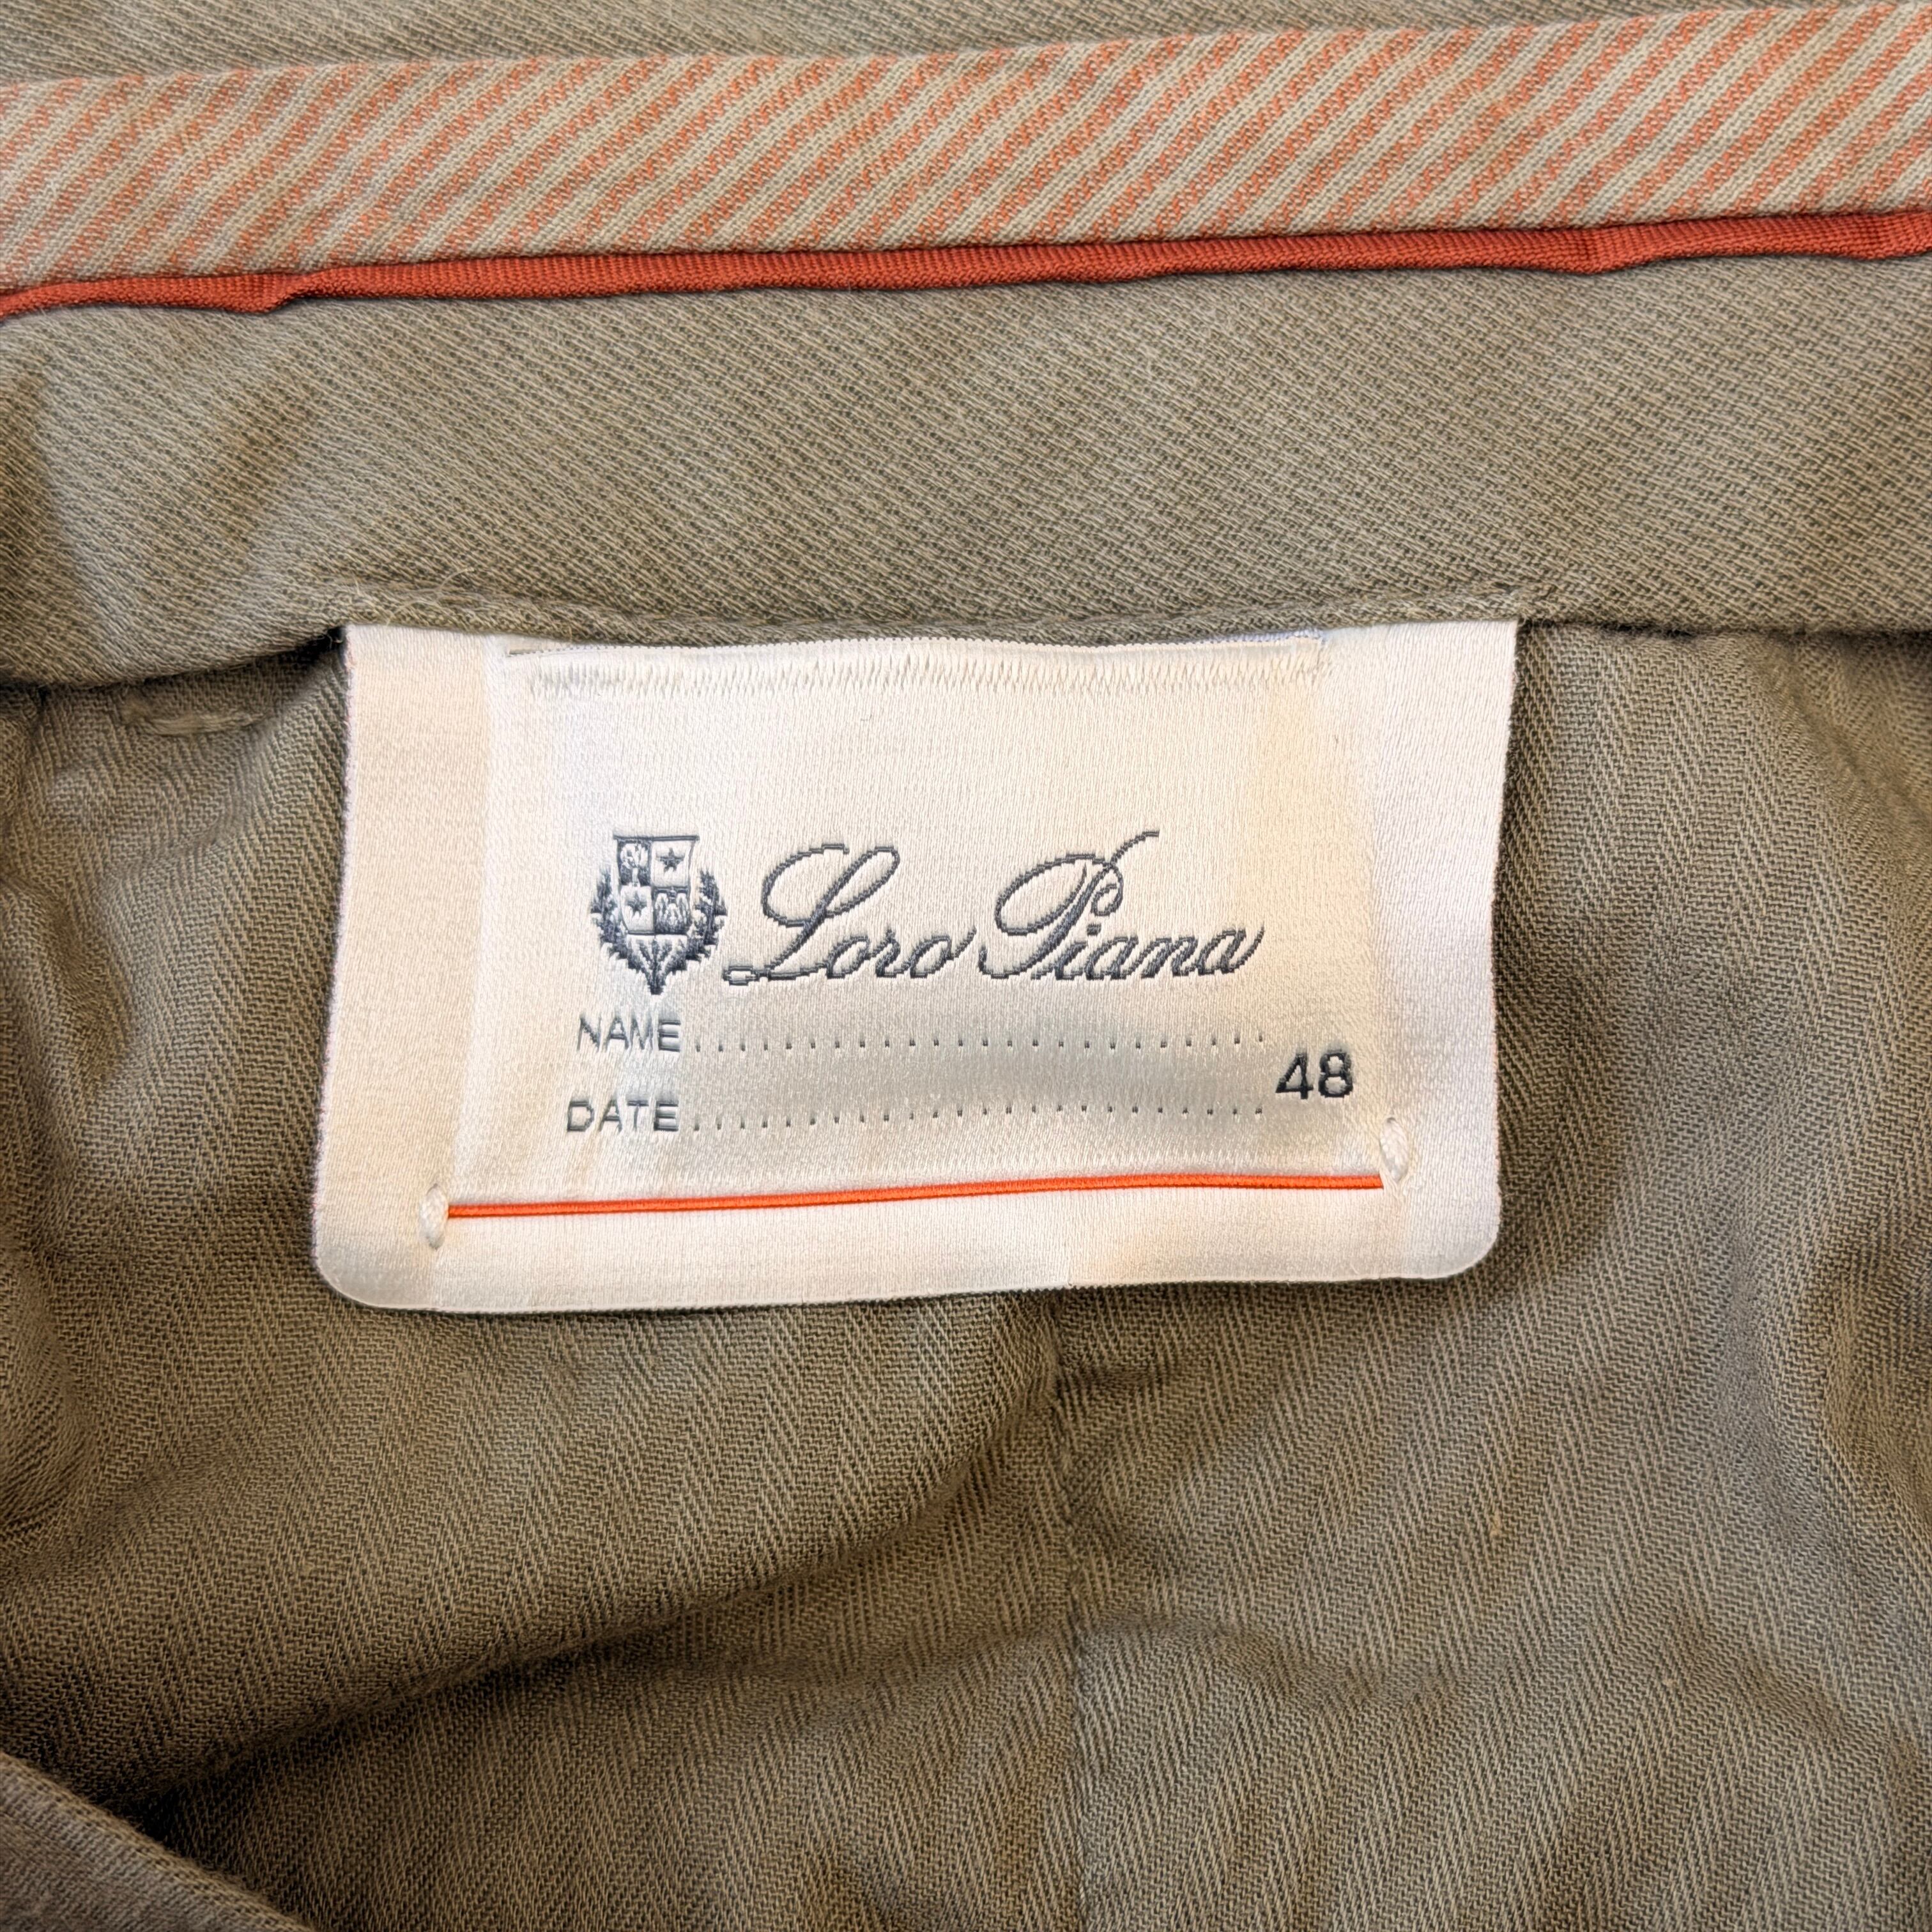 Loro Piana
NAME ..........................
48
DATE ..........................